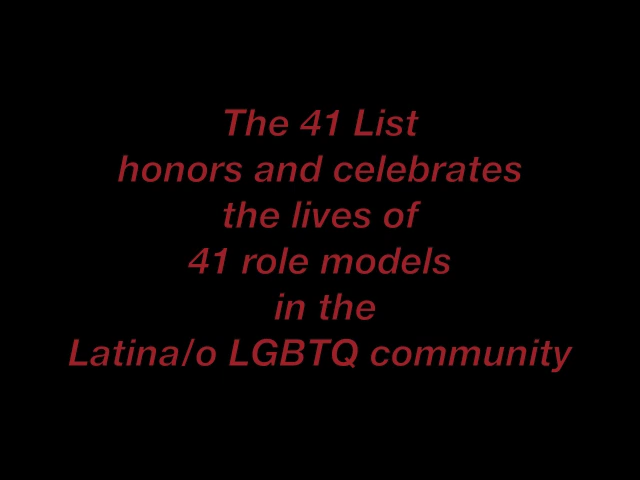 The 41 List
honors and celebrates
the lives of
41 role models
in the
Latina/o LGBTQ community